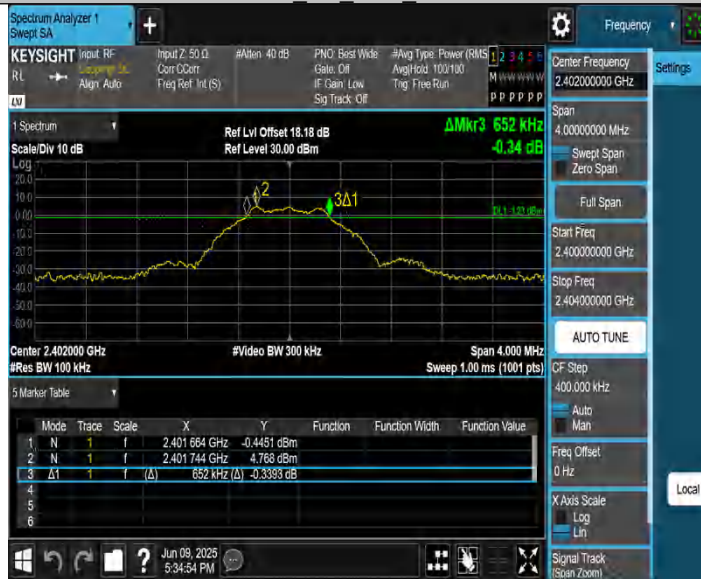 Spectrum Analyzer 1
Swept SA
+
Frequency
KEYSIGHT Input: RF Input Z: 50 Ω #Atten: 40 dB PNO: Best Wide #Avg Type: Power (RMS) 1 2 3 4 5 6
RL Coupling: DC Corr CCorr Gate: Off Avg|Hold: 100/100 M W W W W W
Align: Auto Freq Ref: Int (S) IF Gain: Low Trig: Free Run
Sig Track: Off P P P P P P
LXI
1 Spectrum
Scale/Div 10 dB
Ref Lvl Offset 18.18 dB
Ref Level 30.00 dBm
ΔMkr3 652 kHz
-0.34 dB
Log
20.0
10.0
0.00
-10.0
-20.0
-30.0
-40.0
-50.0
-60.0
2
3Δ1
Center 2.402000 GHz #Video BW 300 kHz Span 4.000 MHz
#Res BW 100 kHz Sweep 1.00 ms (1001 pts)
5 Marker Table
Mode Trace Scale X Y Function Function Width Function Value
1 N 1 f 2.401 664 GHz -0.4451 dBm
2 N 1 f 2.401 744 GHz 4.768 dBm
3 Δ1 1 f (Δ) 652 kHz (Δ) -0.3393 dB
4
5
6
Jun 09, 2025
5:34:54 PM
?
Center Frequency
2.402000000 GHz
Settings
Span
4.00000000 MHz
Swept Span
Zero Span
Full Span
Start Freq
2.400000000 GHz
Stop Freq
2.404000000 GHz
AUTO TUNE
CF Step
400.000 kHz
Auto
Man
Freq Offset
0 Hz
X Axis Scale
Log
Lin
Local
Signal Track
(Span Zoom)